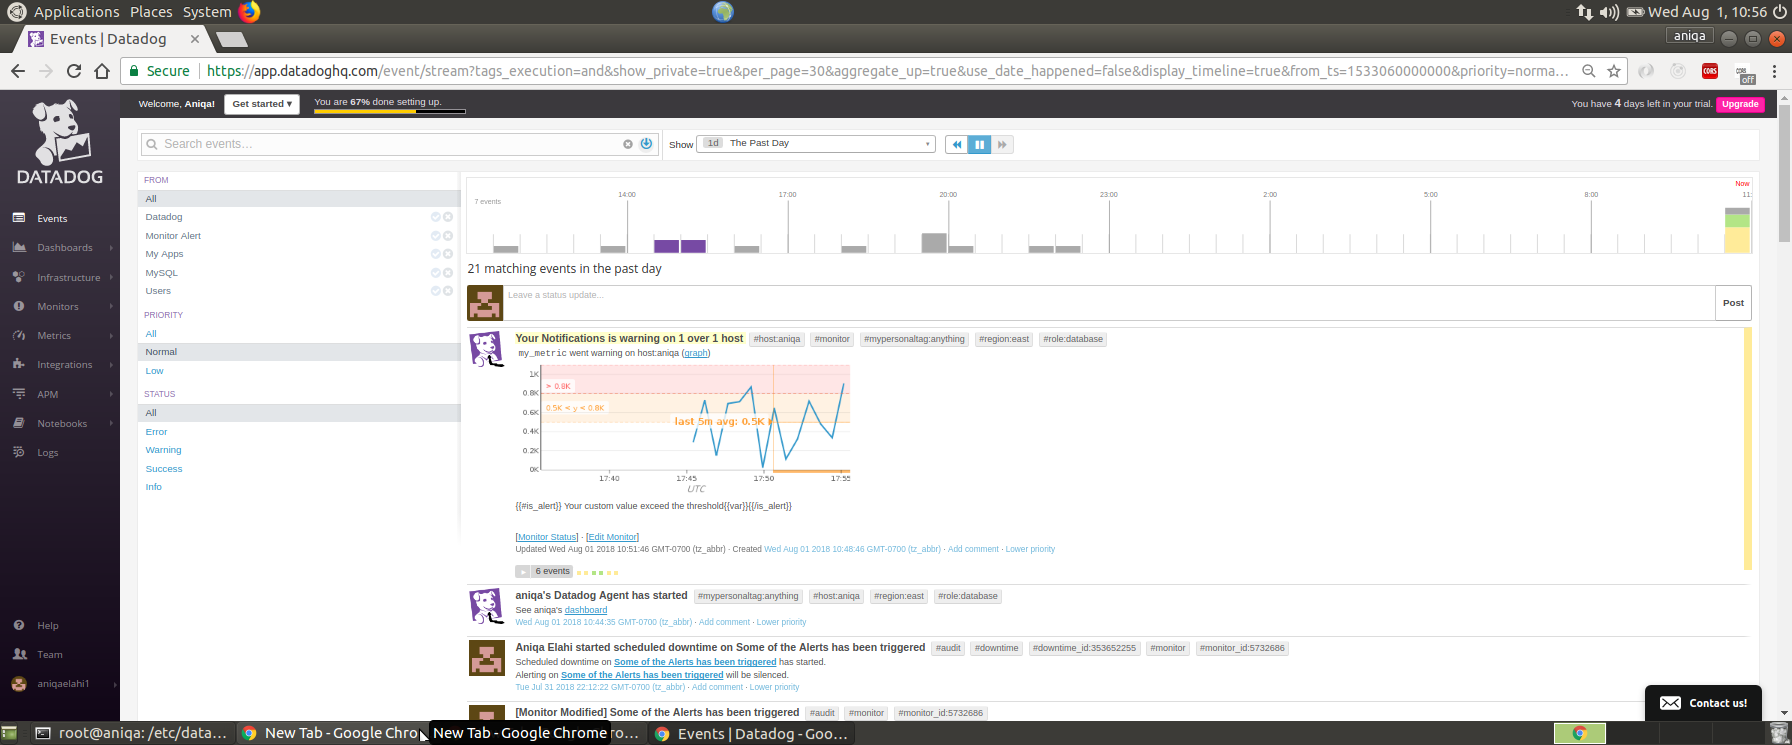 Applications Places System
Wed Aug 1, 10:56
Events | Datadog
aniqa
Secure https://app.datadoghq.com/event/stream?tags_execution=and&show_private=true&per_page=30&aggregate_up=true&use_date_happened=false&display_timeline=true&from_ts=1533060000000&priority=norma...
CORS
off
DATADOG
Welcome, Aniqa!
Get started ▾
You are 67% done setting up.
You have 4 days left in your trial.
Upgrade
Events
Dashboards
Infrastructure
Monitors
Metrics
Integrations
APM
Notebooks
Logs
Help
Team
aniqaelahi1
Search events...
Show 1d The Past Day
FROM
All
Datadog
Monitor Alert
My Apps
MySQL
Users
PRIORITY
All
Normal
Low
STATUS
All
Error
Warning
Success
Info
Now
14:00 17:00 20:00 23:00 2:00 5:00 8:00 11:
7 events
21 matching events in the past day
Leave a status update...
Post
Your Notifications is warning on 1 over 1 host #host:aniqa #monitor #mypersonaltag:anything #region:east #role:database
my_metric went warning on host:aniqa (graph)
1K
> 0.8K
0.8K
0.5K < y < 0.8K
0.6K
last 5m avg: 0.5K
0.4K
0.2K
0K
17:40 17:45 17:50 17:55
UTC
{{#is_alert}} Your custom value exceed the threshold{{var}}{{/is_alert}}
[Monitor Status] · [Edit Monitor]
Updated Wed Aug 01 2018 10:51:46 GMT-0700 (tz_abbr) · Created Wed Aug 01 2018 10:48:46 GMT-0700 (tz_abbr) · Add comment · Lower priority
6 events
aniqa's Datadog Agent has started #mypersonaltag:anything #host:aniqa #region:east #role:database
See aniqa's dashboard
Wed Aug 01 2018 10:44:35 GMT-0700 (tz_abbr) · Add comment · Lower priority
Aniqa Elahi started scheduled downtime on Some of the Alerts has been triggered #audit #downtime #downtime_id:353652255 #monitor #monitor_id:5732686
Scheduled downtime on Some of the Alerts has been triggered has started.
Alerting on Some of the Alerts has been triggered will be silenced.
Tue Jul 31 2018 22:12:22 GMT-0700 (tz_abbr) · Add comment · Lower priority
[Monitor Modified] Some of the Alerts has been triggered #audit #monitor #monitor_id:5732686
Contact us!
root@aniqa: /etc/data...
New Tab - Google Chro
New Tab - Google Chrome
ro...
Events | Datadog - Goo...